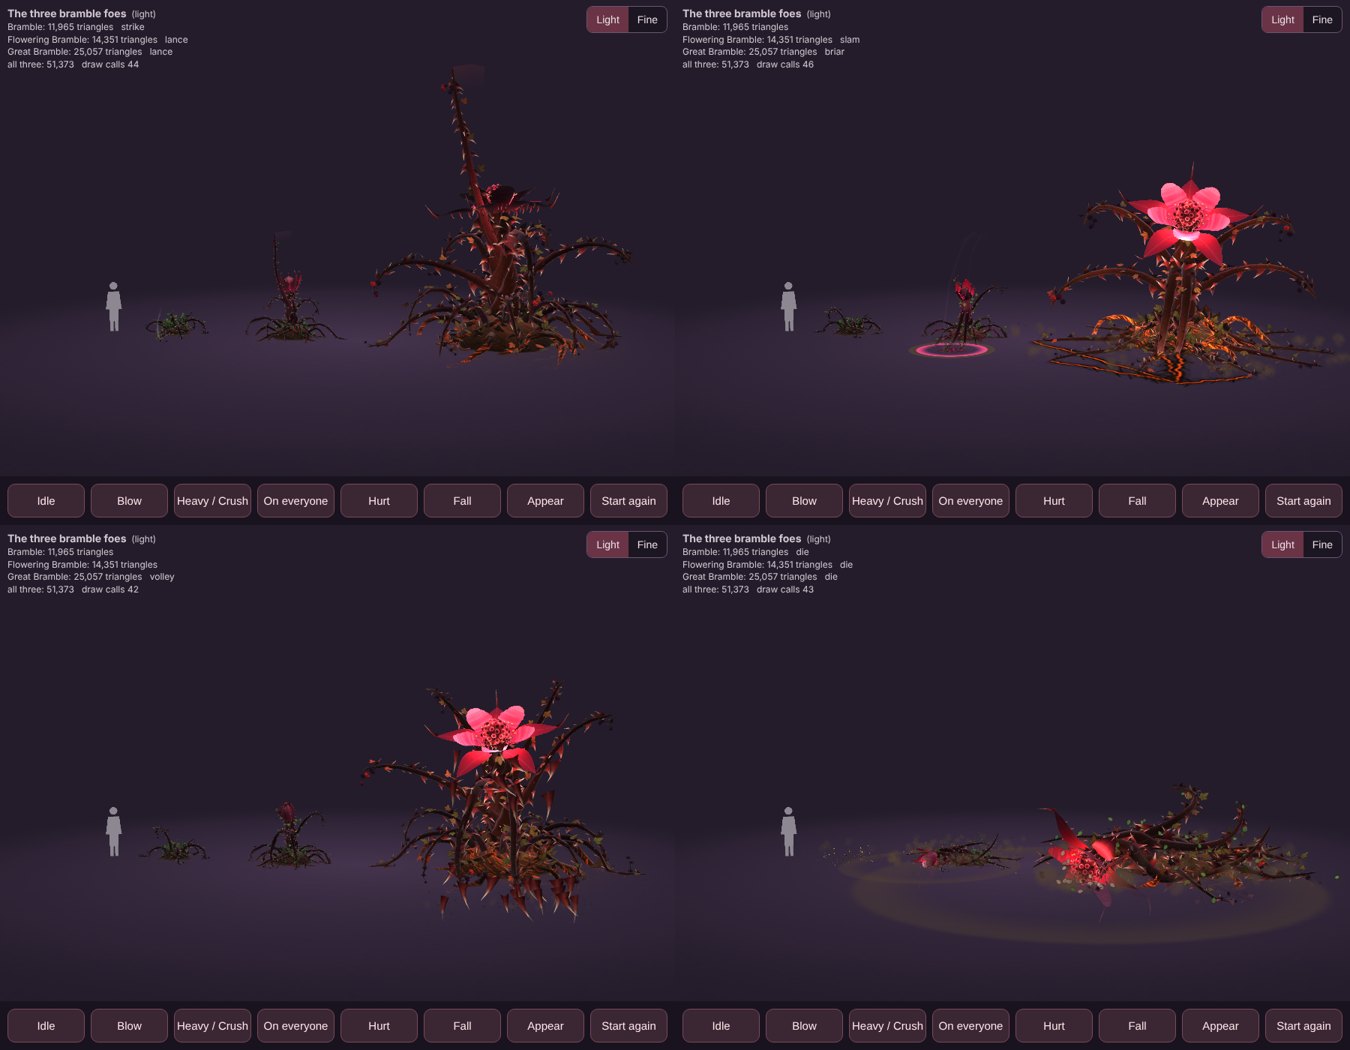 The three bramble foes (light)
Bramble: 11,965 triangles strike
Flowering Bramble: 14,351 triangles lance
Great Bramble: 25,057 triangles lance
all three: 51,373 draw calls 44
Light Fine
Idle Blow Heavy / Crush On everyone Hurt Fall Appear Start again
The three bramble foes (light)
Bramble: 11,965 triangles
Flowering Bramble: 14,351 triangles slam
Great Bramble: 25,057 triangles briar
all three: 51,373 draw calls 46
Light Fine
Idle Blow Heavy / Crush On everyone Hurt Fall Appear Start again
The three bramble foes (light)
Bramble: 11,965 triangles
Flowering Bramble: 14,351 triangles
Great Bramble: 25,057 triangles volley
all three: 51,373 draw calls 42
Light Fine
Idle Blow Heavy / Crush On everyone Hurt Fall Appear Start again
The three bramble foes (light)
Bramble: 11,965 triangles die
Flowering Bramble: 14,351 triangles die
Great Bramble: 25,057 triangles die
all three: 51,373 draw calls 43
Light Fine
Idle Blow Heavy / Crush On everyone Hurt Fall Appear Start again